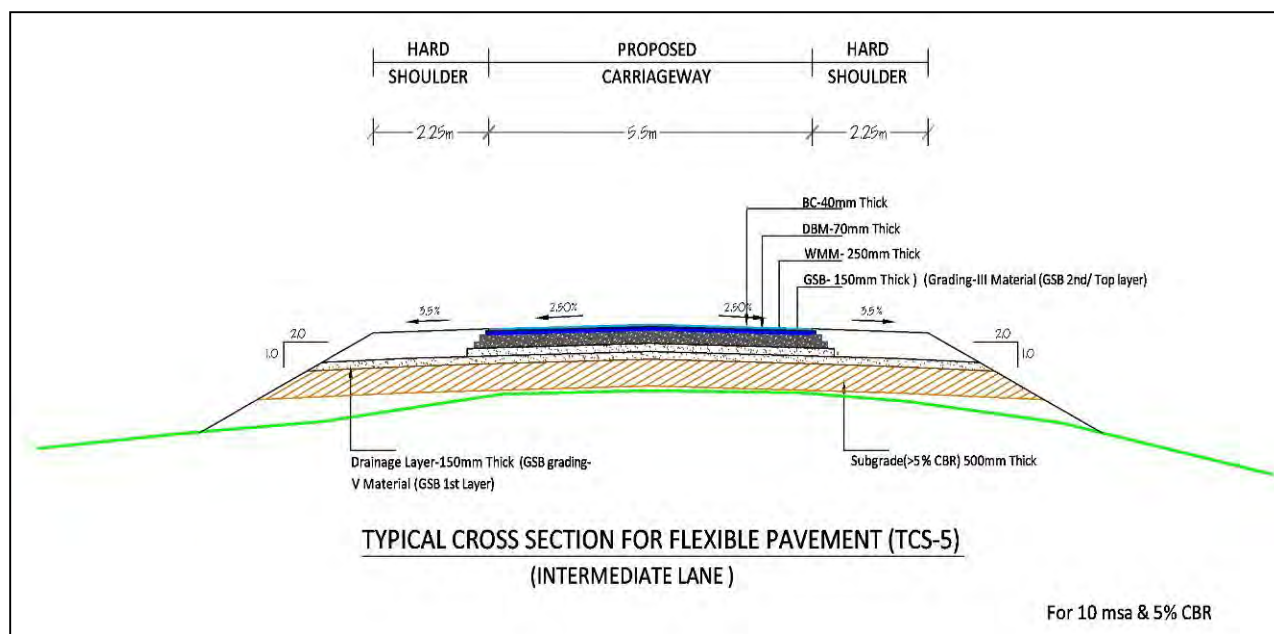 HARD
SHOULDER
PROPOSED
CARRIAGEWAY
HARD
SHOULDER
2.25m
5.5m
2.25m
BC-40mm Thick
DBM-70mm Thick
WMM- 250mm Thick
GSB- 150mm Thick ) (Grading-III Material (GSB 2nd/ Top layer)
3.5%
2.50%
2.50%
3.5%
2.0
1.0
2.0
1.0
Drainage Layer-150mm Thick (GSB grading-
V Material (GSB 1st Layer)
Subgrade(>5% CBR) 500mm Thick
TYPICAL CROSS SECTION FOR FLEXIBLE PAVEMENT (TCS-5)
(INTERMEDIATE LANE )
For 10 msa & 5% CBR